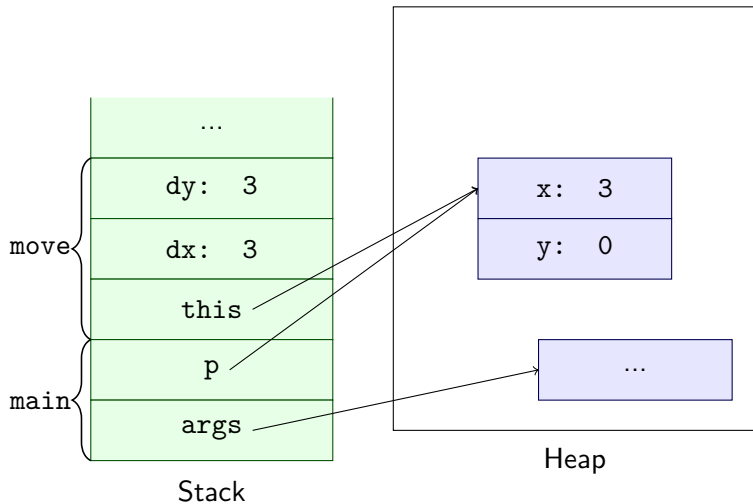 ...
dy: 3
move
dx: 3
this
main
p
args
Stack
x: 3
y: 0
...
Heap